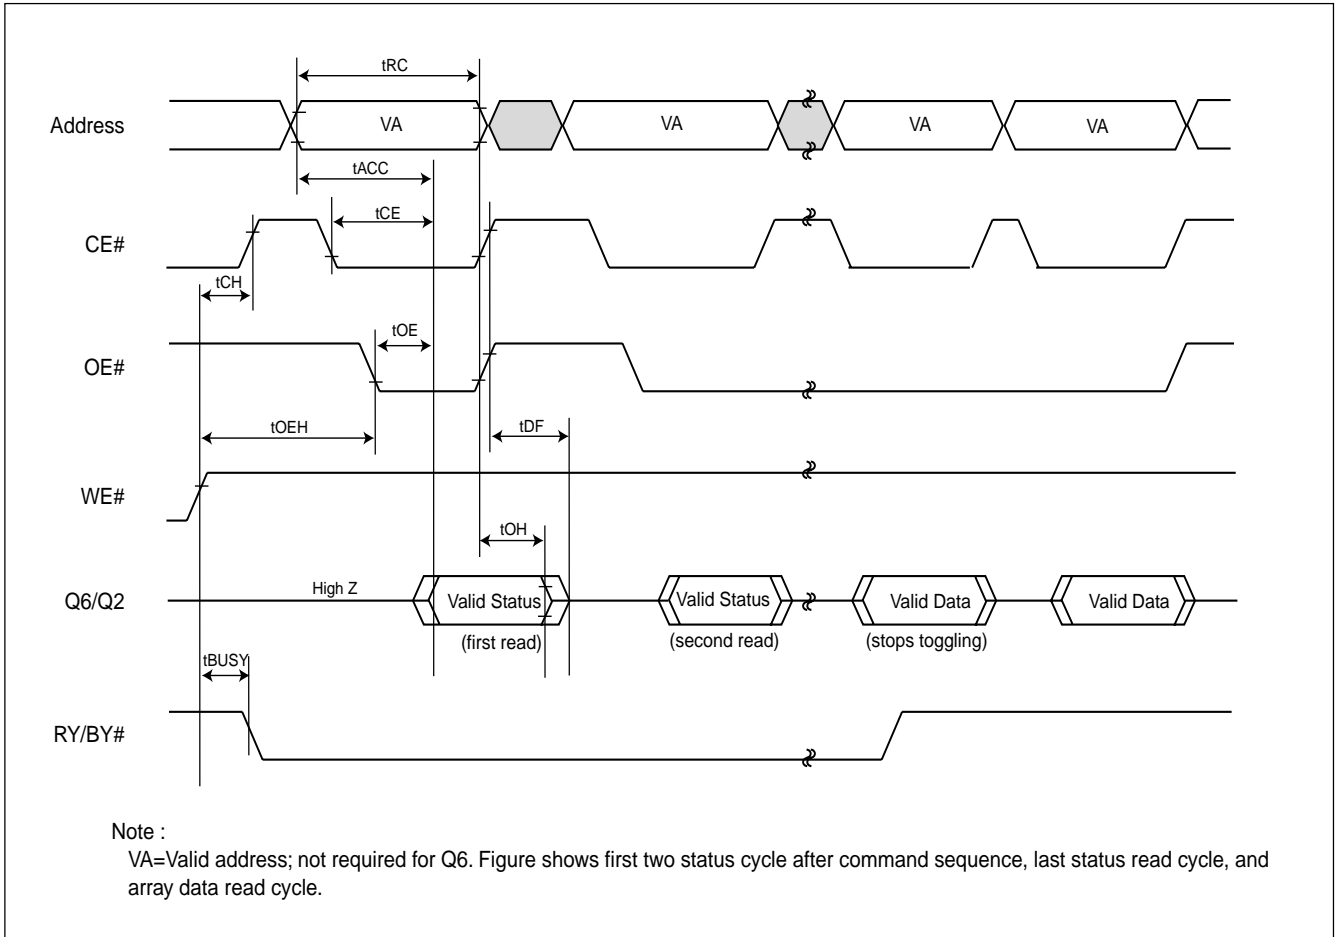 tRC
Address VA VA VA VA
tACC
tCE
CE#
tCH
tOE
OE#
tOEH tDF
WE#
tOH
Q6/Q2 High Z Valid Status Valid Status Valid Data Valid Data
(first read) (second read) (stops toggling)
tBUSY
RY/BY#
Note :
VA=Valid address; not required for Q6. Figure shows first two status cycle after command sequence, last status read cycle, and
array data read cycle.